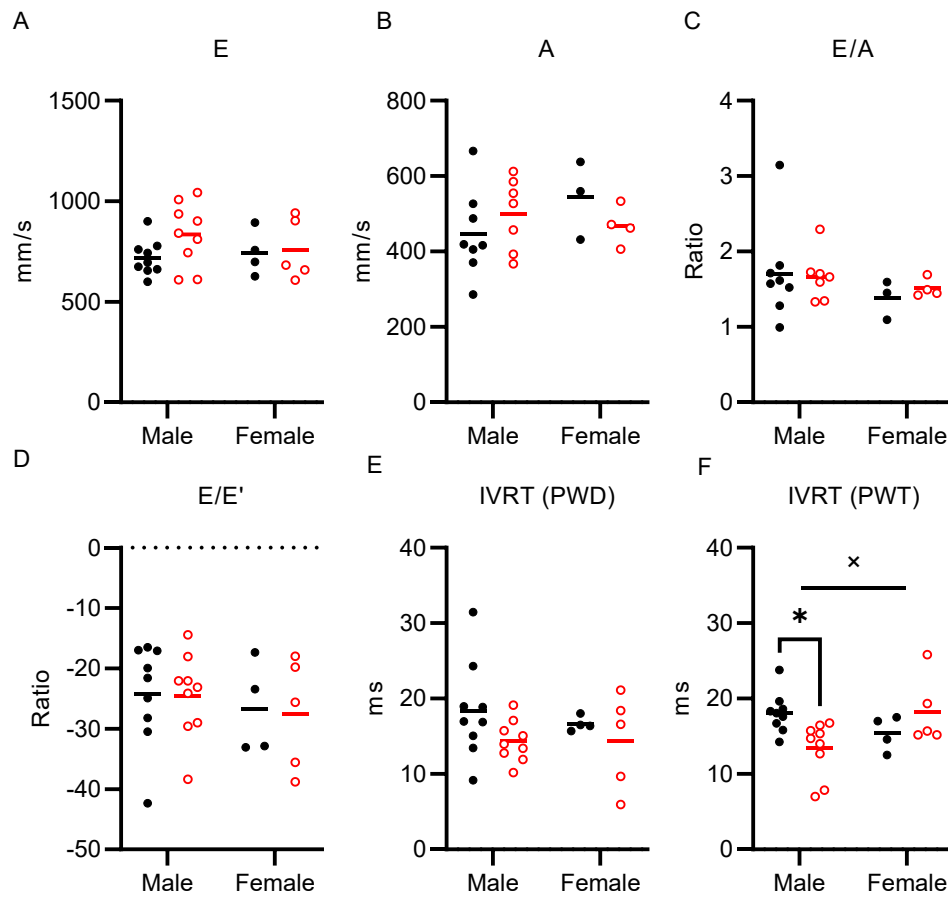 A
E
mm/s
1500
1000
500
0
Male Female
B
A
mm/s
800
600
400
200
0
Male Female
C
E/A
Ratio
4
3
2
1
0
Male Female
D
E/E'
Ratio
0
-10
-20
-30
-40
-50
Male Female
E
IVRT (PWD)
ms
40
30
20
10
0
Male Female
F
IVRT (PWT)
ms
40
30
20
10
0
×
*
Male Female